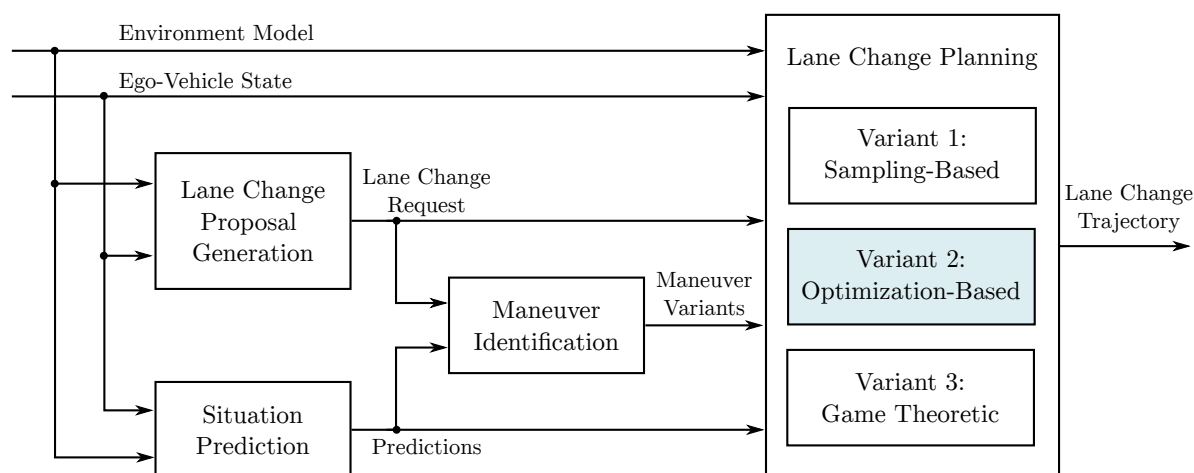 Environment Model
Ego-Vehicle State
Lane Change Planning
Variant 1:
Sampling-Based
Lane Change
Proposal
Generation
Lane Change
Request
Lane Change
Trajectory
Variant 2:
Optimization-Based
Maneuver
Variants
Maneuver
Identification
Variant 3:
Game Theoretic
Situation
Prediction
Predictions